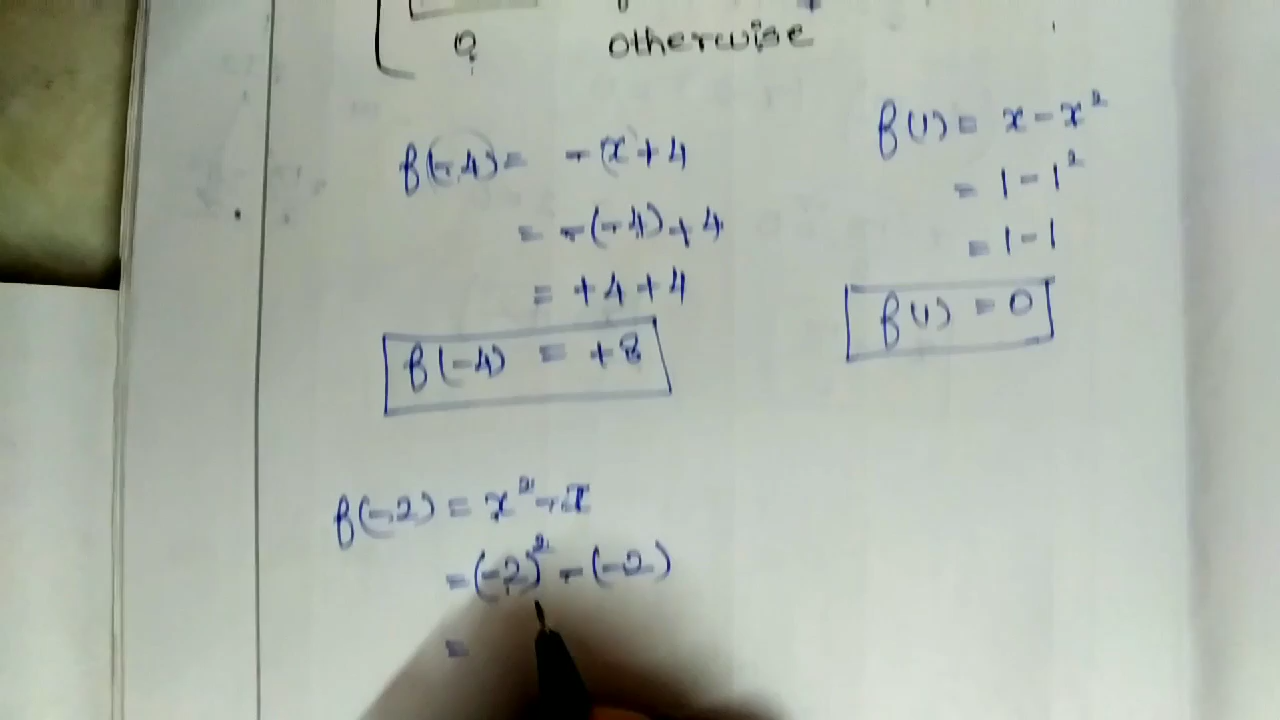 0 otherwise
f(-4) = -x+4
= -(-4)+4
= +4+4
f(-4) = +8
f(1) = x-x²
= 1-1²
= 1-1
f(1) = 0
f(-2) = x²-x
= (-2)² - (-2)
=